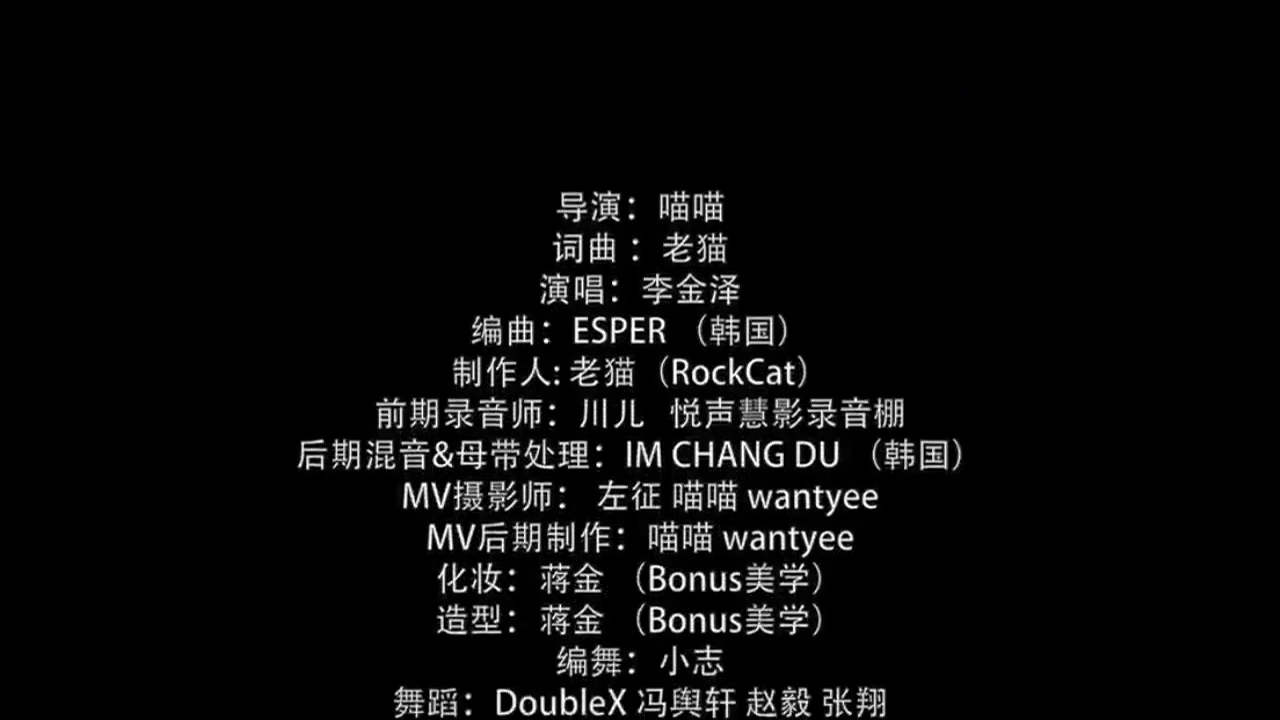 导演：喵喵
词曲 ：老猫
演唱：李金泽
编曲：ESPER （韩国）
制作人: 老猫（RockCat）
前期录音师：川儿 悦声慧影录音棚
后期混音&母带处理：IM CHANG DU （韩国）
MV摄影师： 左征 喵喵 wantyee
MV后期制作：喵喵 wantyee
化妆：蒋金 （Bonus美学）
造型：蒋金 （Bonus美学）
编舞：小志
舞蹈：DoubleX 冯舆轩 赵毅 张翔